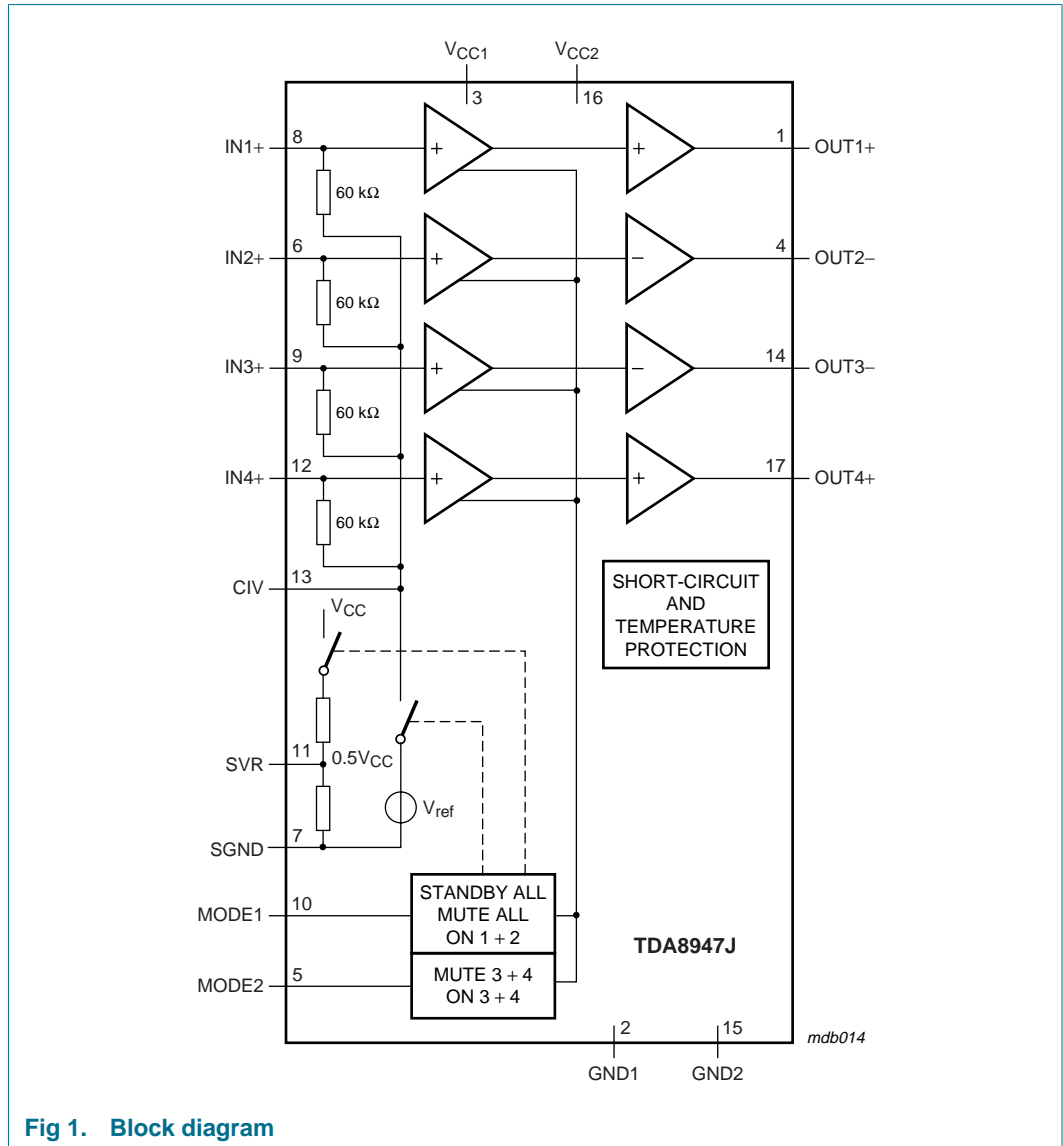 VCC1 VCC2
3 16
IN1+ 8 + + 1 OUT1+
60 kΩ
IN2+ 6 + − 4 OUT2−
60 kΩ
IN3+ 9 + − 14 OUT3−
60 kΩ
IN4+ 12 + + 17 OUT4+
60 kΩ
CIV 13
VCC
SHORT-CIRCUIT
AND
TEMPERATURE
PROTECTION
SVR 11 0.5VCC
Vref
SGND 7
STANDBY ALL
MODE1 10 MUTE ALL
ON 1 + 2
TDA8947J
MODE2 5 MUTE 3 + 4
ON 3 + 4
2 15
mdb014
GND1 GND2
Fig 1. Block diagram